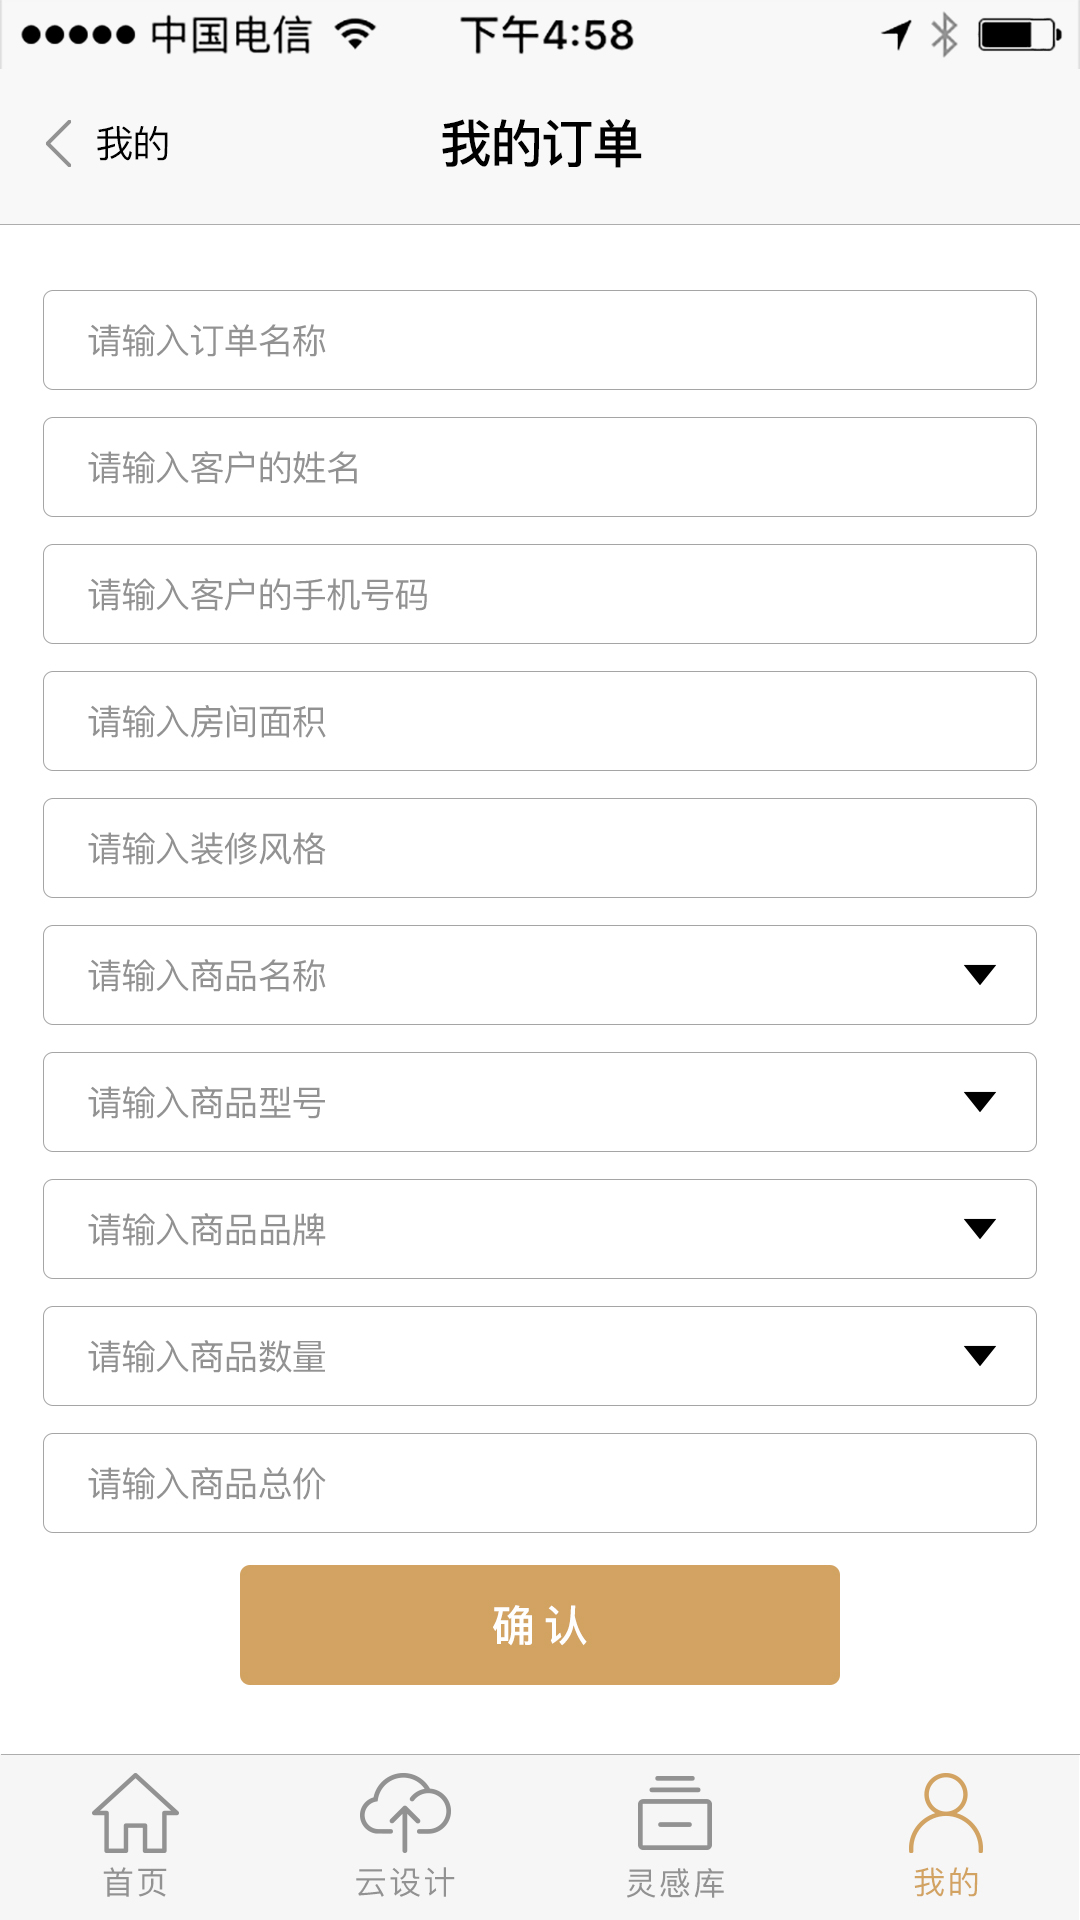 中国电信 下午4:58
我的 我的订单
请输入订单名称
请输入客户的姓名
请输入客户的手机号码
请输入房间面积
请输入装修风格
请输入商品名称
请输入商品型号
请输入商品品牌
请输入商品数量
请输入商品总价
确认
首页 云设计 灵感库 我的